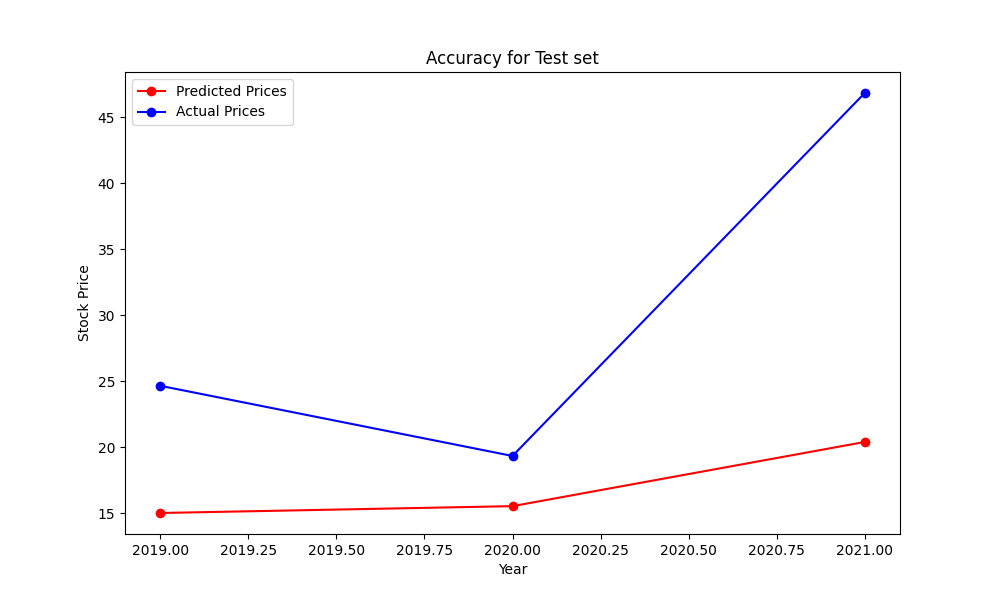 Accuracy for Test set
Predicted Prices
Actual Prices
45
40
35
30
25
20
15
Stock Price
2019.00 2019.25 2019.50 2019.75 2020.00 2020.25 2020.50 2020.75 2021.00
Year